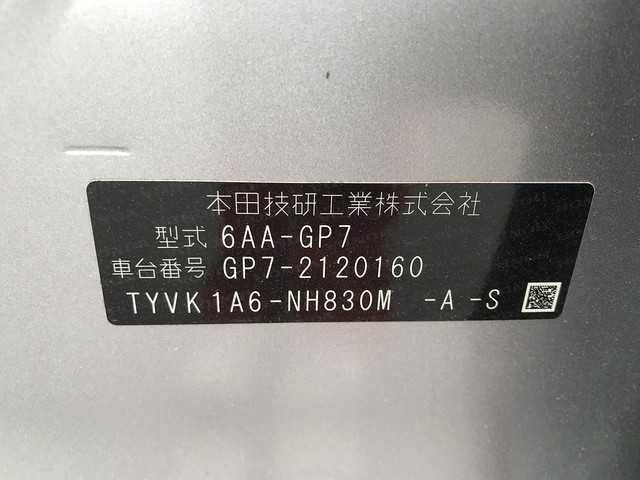 本田技研工業株式会社
型式 6AA-GP7
車台番号 GP7-2120160
TYVK1A6-NH830M -A-S